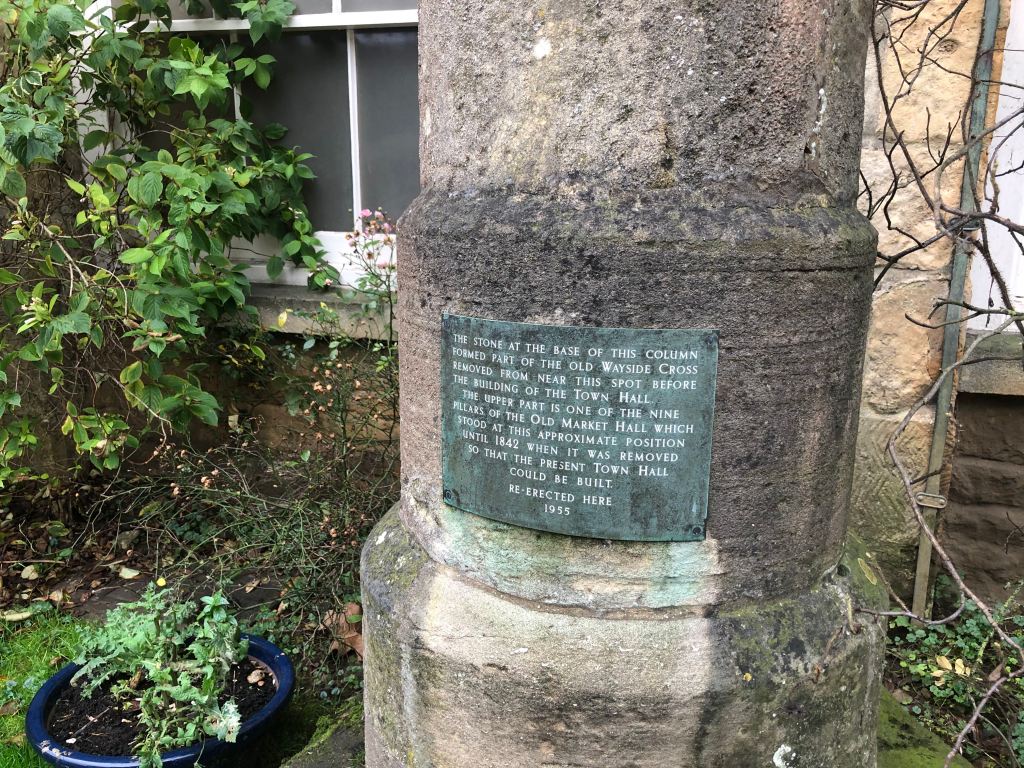 THE STONE AT THE BASE OF THIS COLUMN
FORMED PART OF THE OLD WAYSIDE CROSS
REMOVED FROM NEAR THIS SPOT BEFORE
THE BUILDING OF THE TOWN HALL.
THE UPPER PART IS ONE OF THE NINE
PILLARS OF THE OLD MARKET HALL WHICH
STOOD AT THIS APPROXIMATE POSITION
UNTIL 1842 WHEN IT WAS REMOVED
SO THAT THE PRESENT TOWN HALL
COULD BE BUILT.
RE-ERECTED HERE
1955